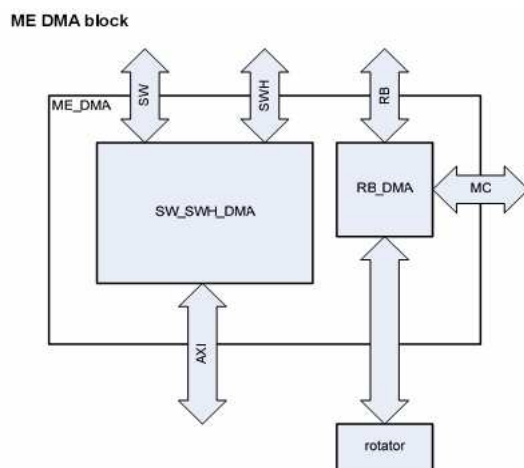 ME DMA block
SW
SWH
RB
ME_DMA
SW_SWH_DMA
RB_DMA
MC
AXI
rotator